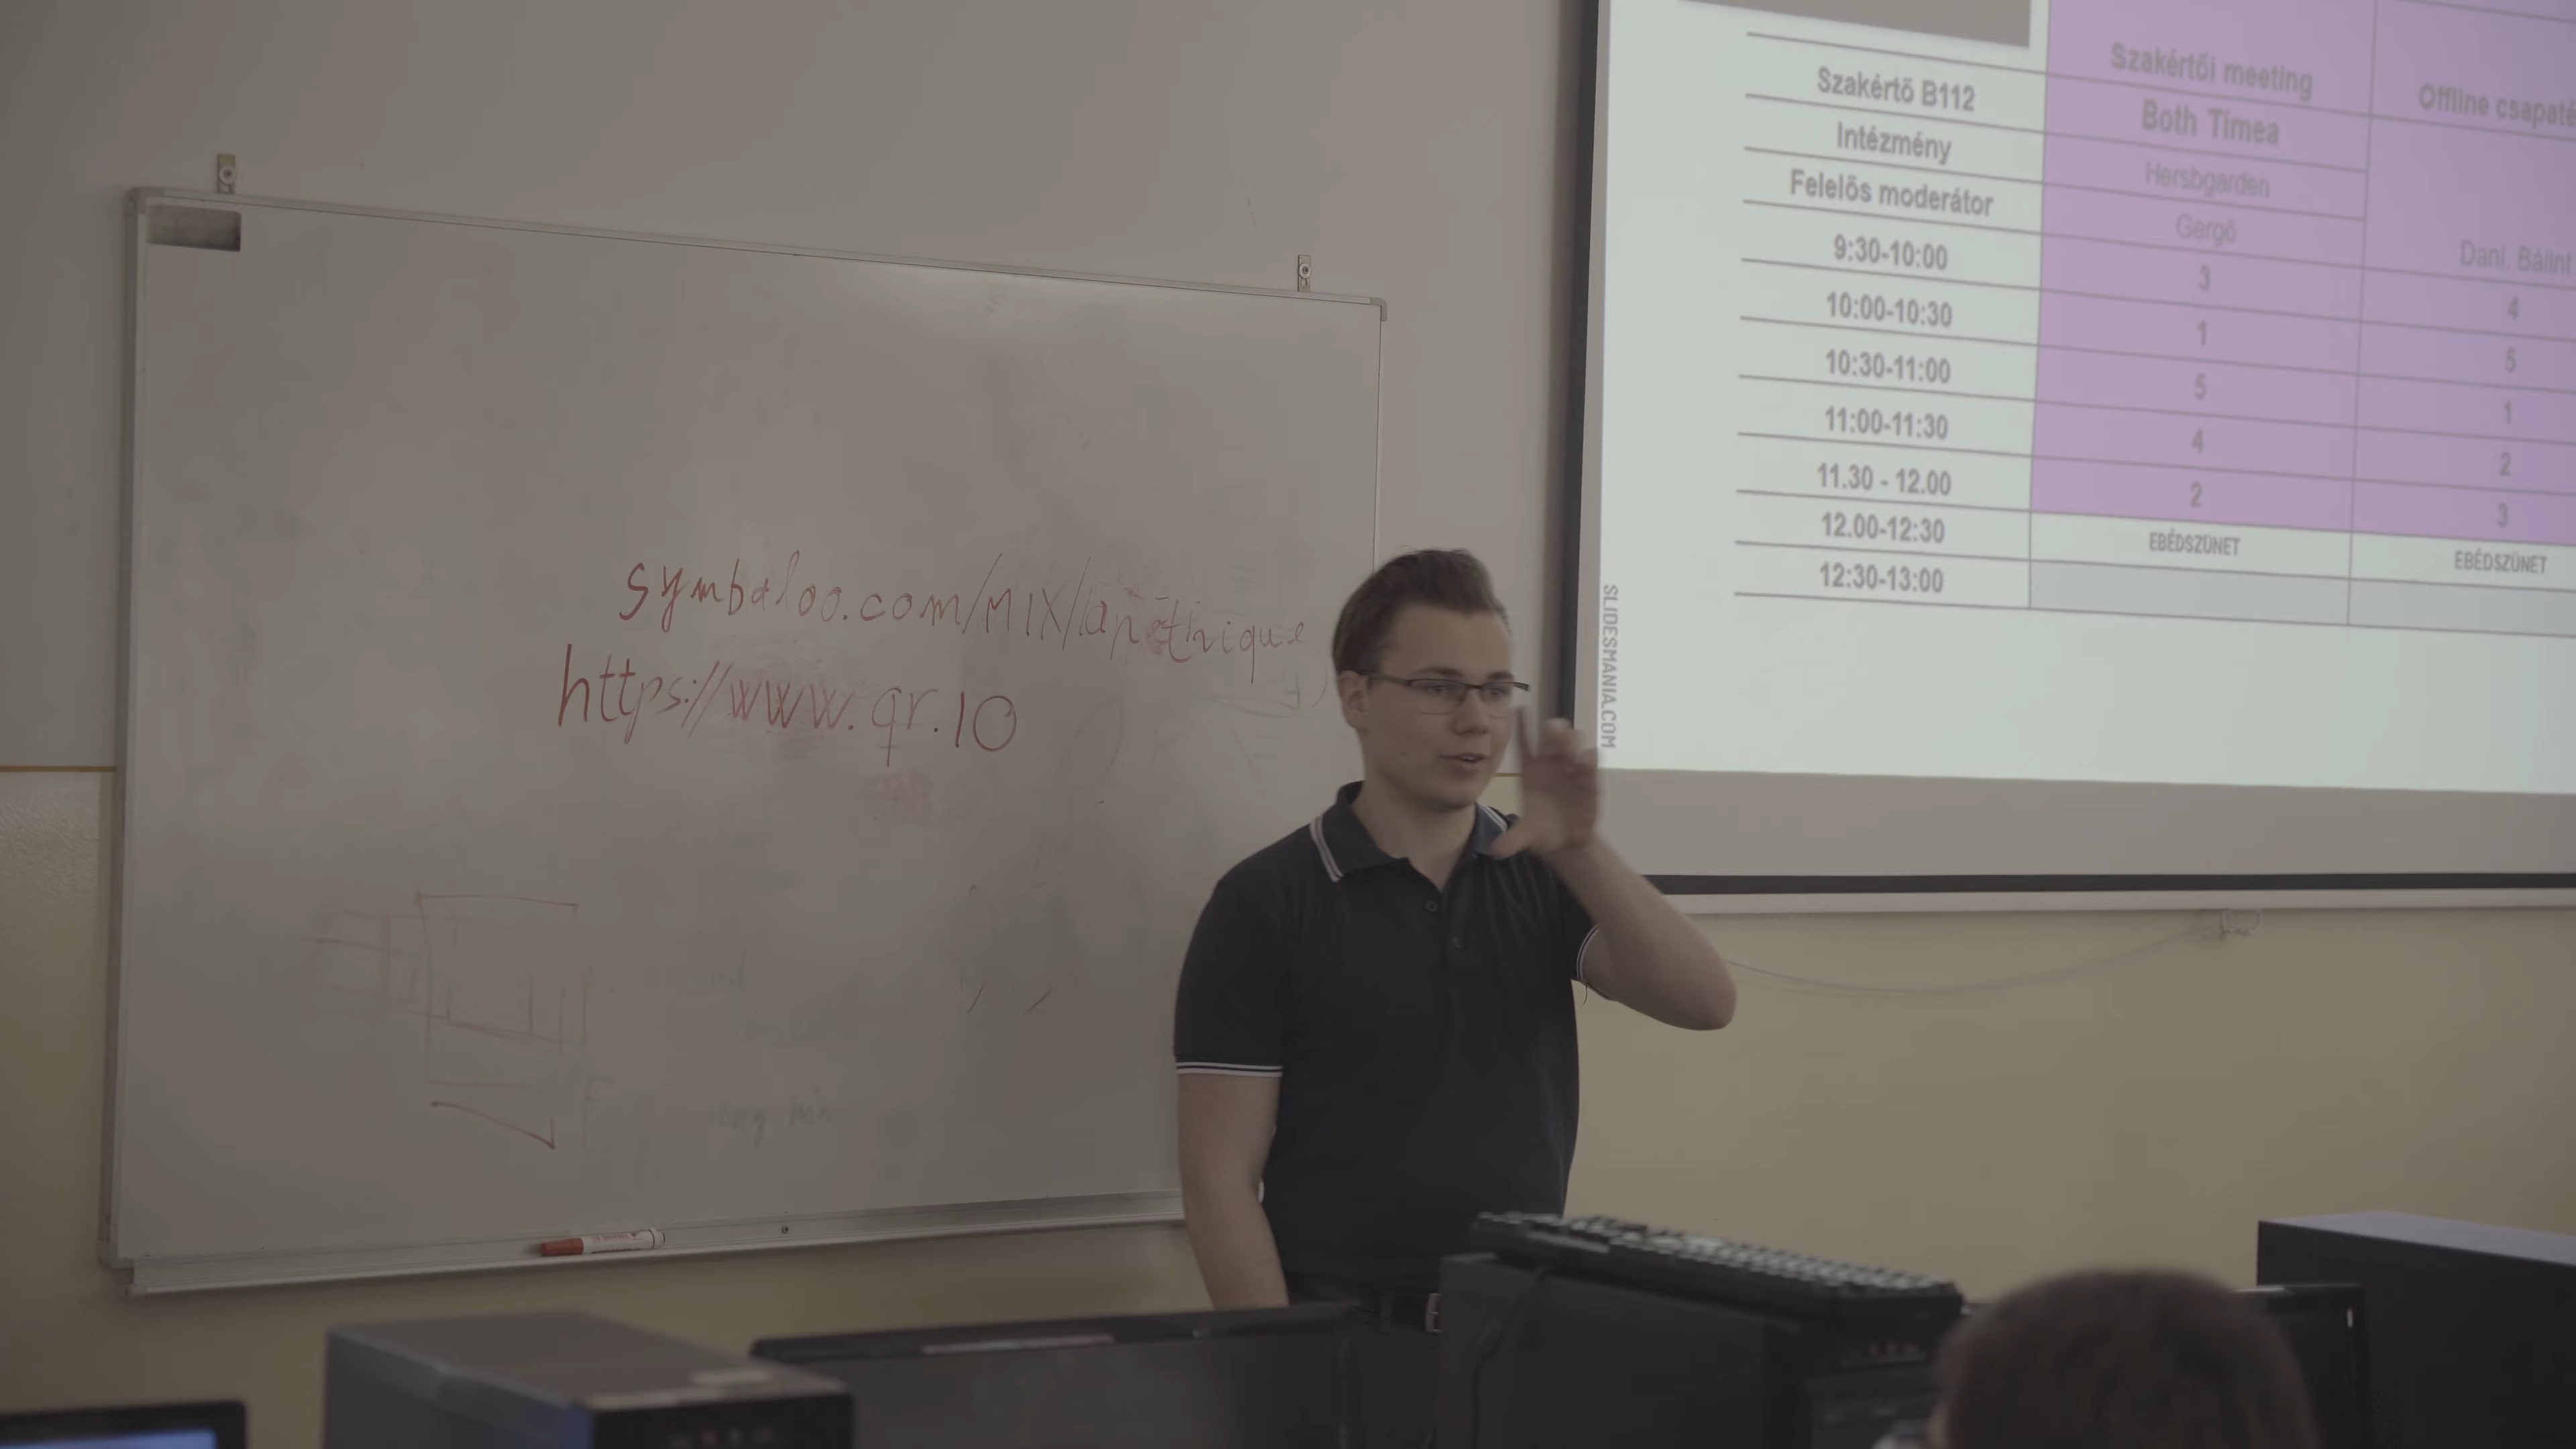 symbaloo.com/MIX/lanethique
https://www.qr.io
Szakértői meeting
Szakértő B112
Both Tímea
Intézmény
Hersbgarden
Felelős moderátor
Gergő
Dani, Bálint
Offline
9:30-10:00 3 4
10:00-10:30 1 5
10:30-11:00 5 1
11:00-11:30 4 2
11.30 - 12.00 2 3
12.00-12:30 EBÉDSZÜNET EBÉDSZÜNET
12:30-13:00
SLIDESMANIA.COM